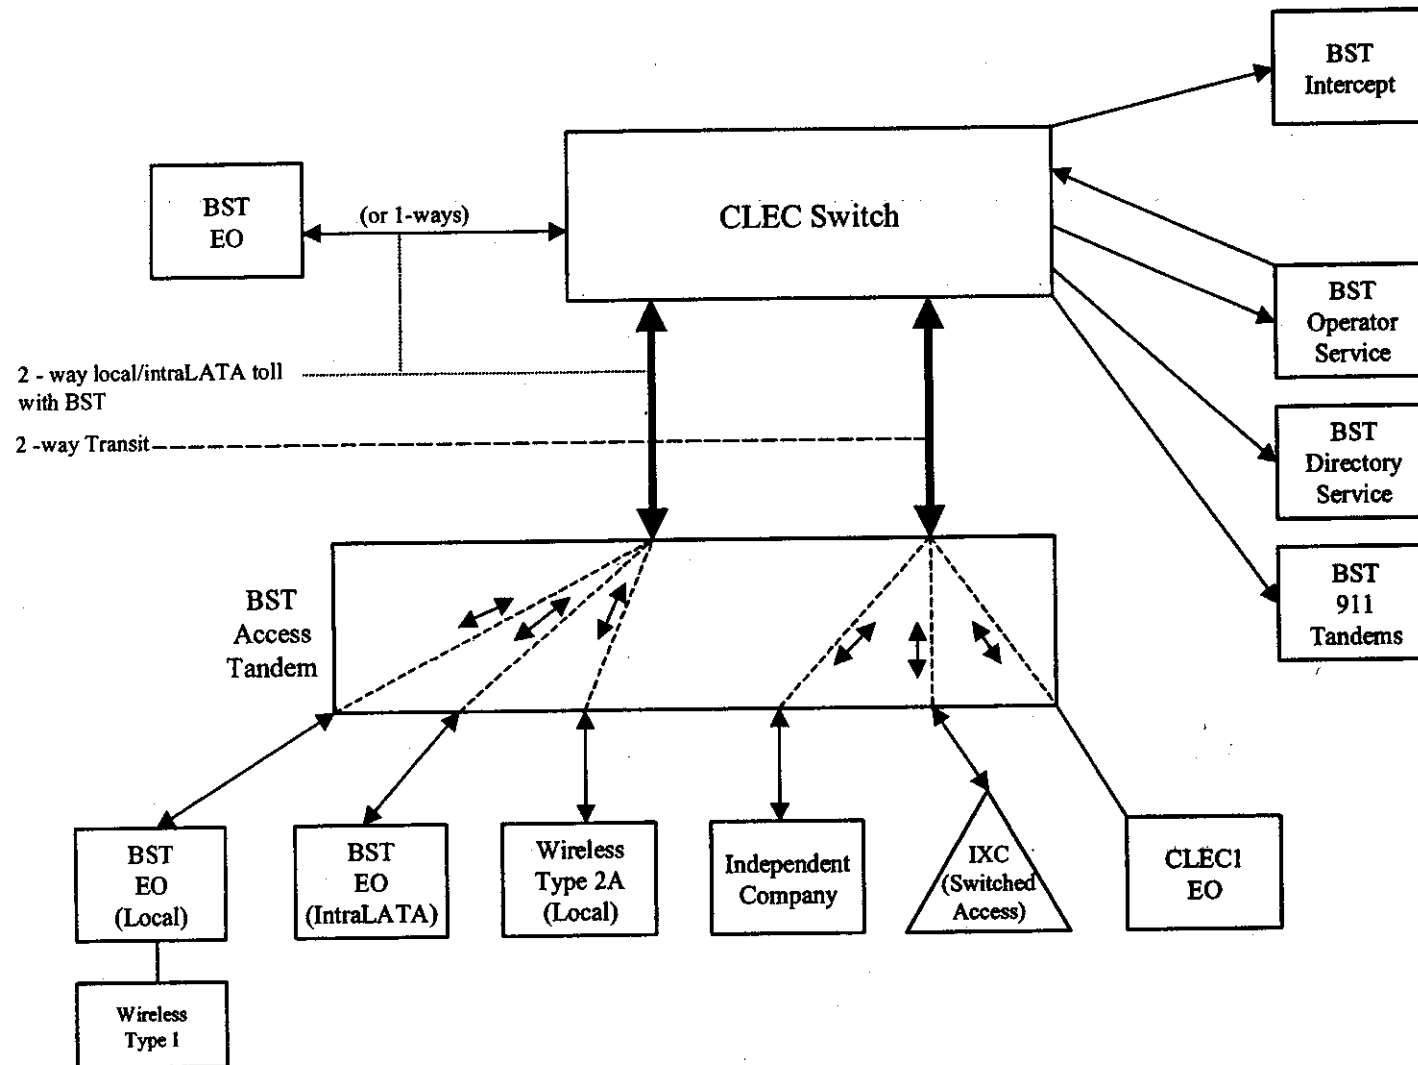 BST
Intercept
BST
EO
(or 1-ways)
CLEC Switch
BST
Operator
Service
2 - way local/intraLATA toll
with BST
2 -way Transit
BST
Directory
Service
BST
911
Tandems
BST
Access
Tandem
BST
EO
(Local)
BST
EO
(IntraLATA)
Wireless
Type 2A
(Local)
Independent
Company
IXC
(Switched
Access)
CLEC1
EO
Wireless
Type 1